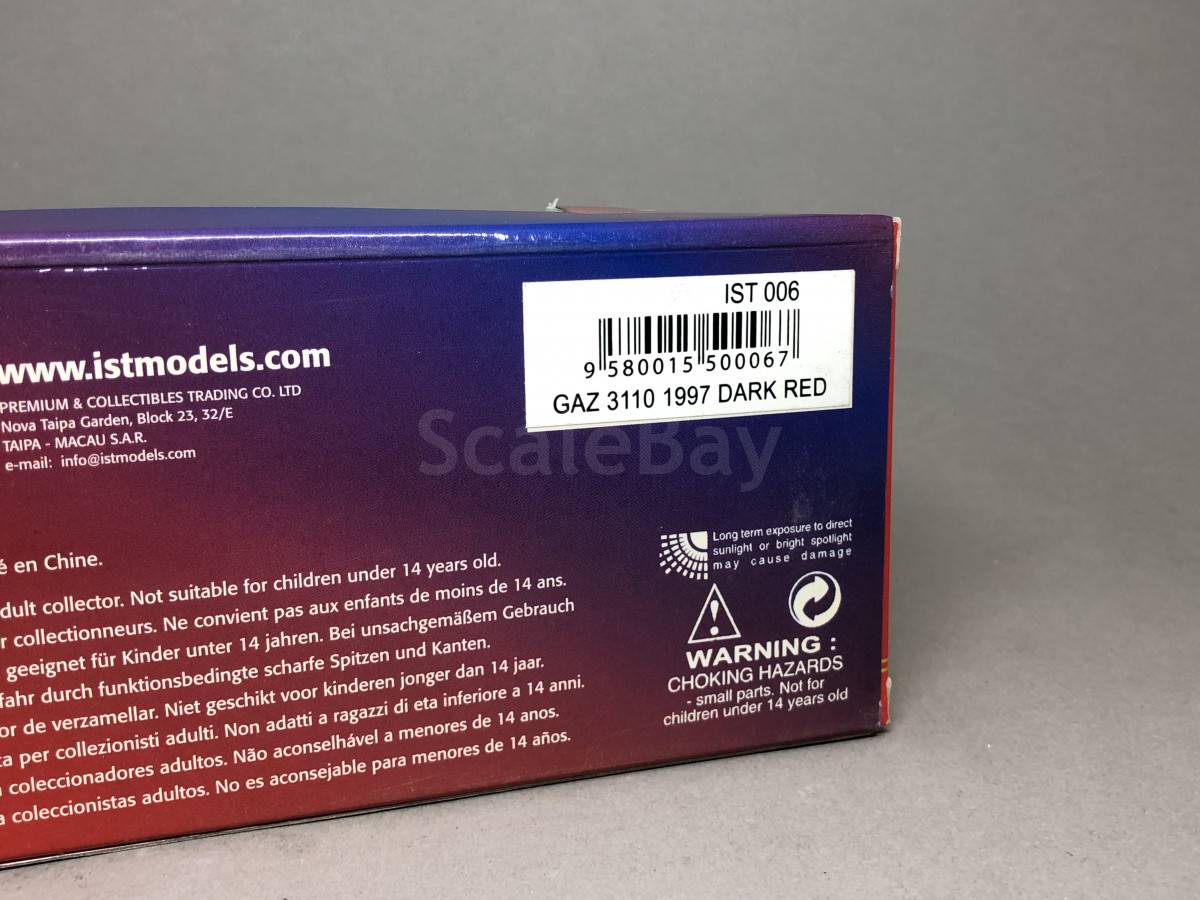 IST 006
9 580015 500067
GAZ 3110 1997 DARK RED
www.istmodels.com
PREMIUM & COLLECTIBLES TRADING CO. LTD
Nova Taipa Garden, Block 23, 32/E
TAIPA - MACAU S.A.R.
e-mail: info@istmodels.com
ScaleBay
é en Chine.
dult collector. Not suitable for children under 14 years old.
r collectionneurs. Ne convient pas aux enfants de moins de 14 ans.
geeignet für Kinder unter 14 jahren. Bei unsachgemäßem Gebrauch
fahr durch funktionsbedingte scharfe Spitzen und Kanten.
or de verzamellar. Niet geschikt voor kinderen jonger dan 14 jaar.
ta per collezionisti adulti. Non adatti a ragazzi di eta inferiore a 14 anni.
coleccionadores adultos. Não aconselhável a menores de 14 anos.
a coleccionistas adultos. No es aconsejable para menores de 14 años.
Long term exposure to direct
sunlight or bright spotlight
may cause damage
WARNING :
CHOKING HAZARDS
- small parts. Not for
children under 14 years old